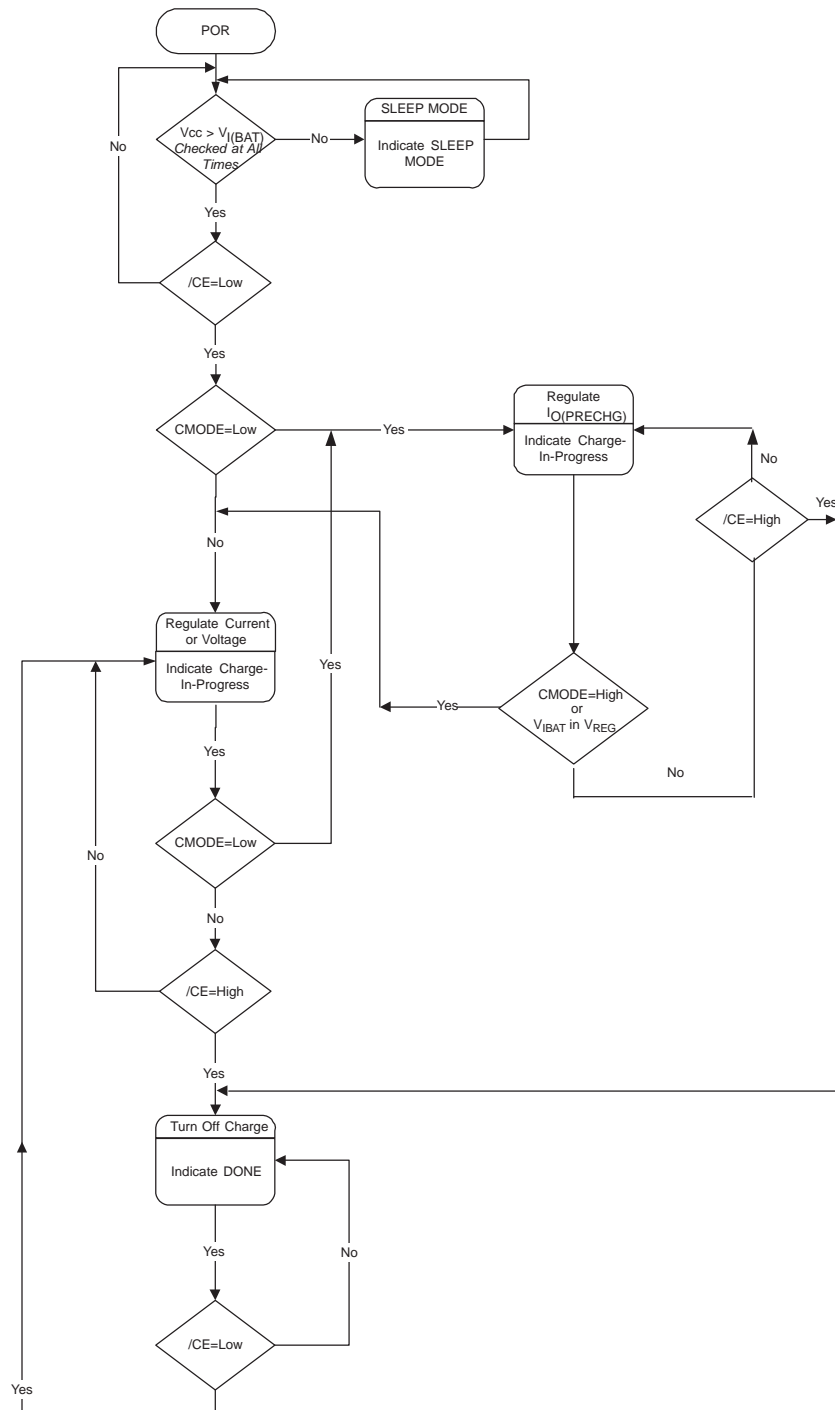 POR
Vcc > VI(BAT)
Checked at All
Times
No
SLEEP MODE
Indicate SLEEP
MODE
No
Yes
/CE=Low
Yes
CMODE=Low
Yes
Regulate
IO(PRECHG)
Indicate Charge-
In-Progress
No
/CE=High
Yes
No
Regulate Current
or Voltage
Indicate Charge-
In-Progress
Yes
Yes
CMODE=High
or
VIBAT in VREG
Yes
No
CMODE=Low
No
No
/CE=High
Yes
Turn Off Charge
Indicate DONE
Yes
No
/CE=Low
Yes